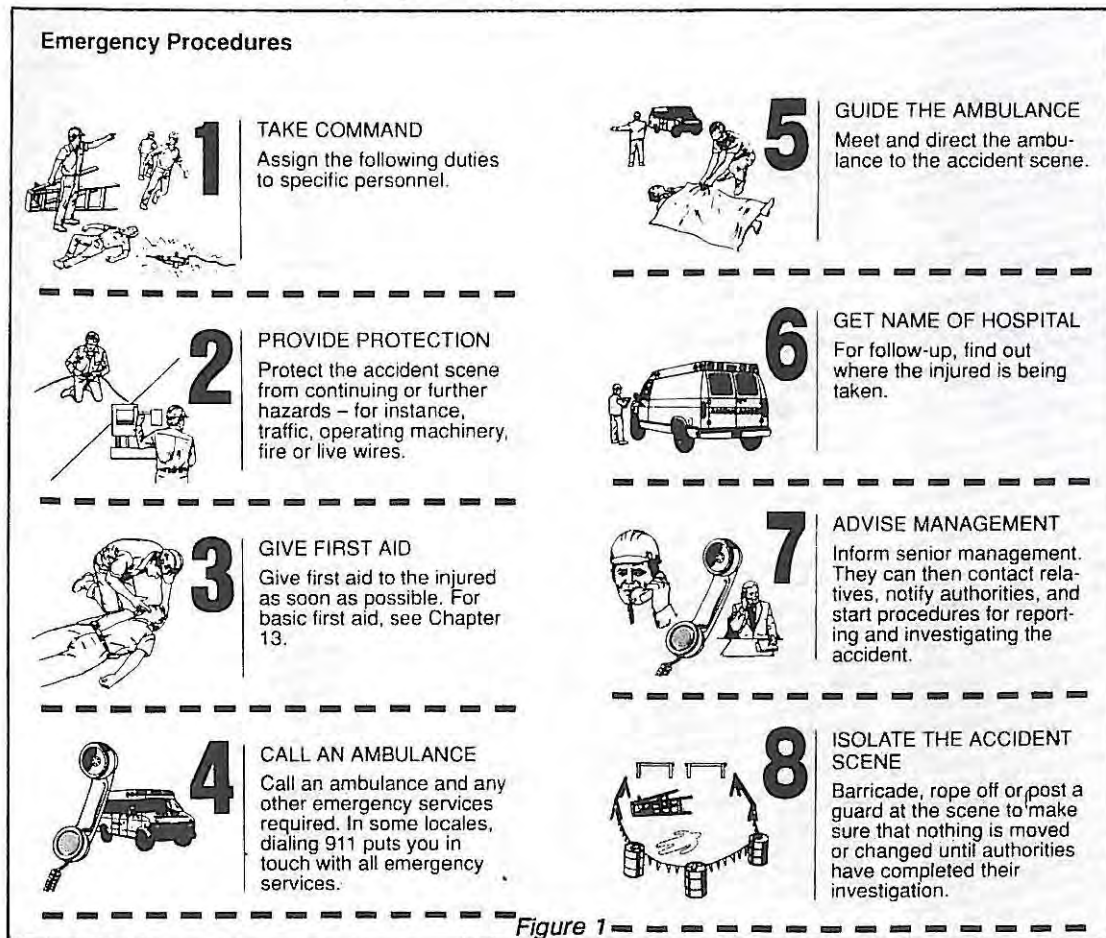 Emergency Procedures
1
TAKE COMMAND
Assign the following duties
to specific personnel.
2
PROVIDE PROTECTION
Protect the accident scene
from continuing or further
hazards – for instance,
traffic, operating machinery,
fire or live wires.
3
GIVE FIRST AID
Give first aid to the injured
as soon as possible. For
basic first aid, see Chapter
13.
4
CALL AN AMBULANCE
Call an ambulance and any
other emergency services
required. In some locales,
dialing 911 puts you in
touch with all emergency
services.
5
GUIDE THE AMBULANCE
Meet and direct the ambu-
lance to the accident scene.
6
GET NAME OF HOSPITAL
For follow-up, find out
where the injured is being
taken.
7
ADVISE MANAGEMENT
Inform senior management.
They can then contact rela-
tives, notify authorities, and
start procedures for report-
ing and investigating the
accident.
8
ISOLATE THE ACCIDENT
SCENE
Barricade, rope off or post a
guard at the scene to make
sure that nothing is moved
or changed until authorities
have completed their
investigation.
Figure 1